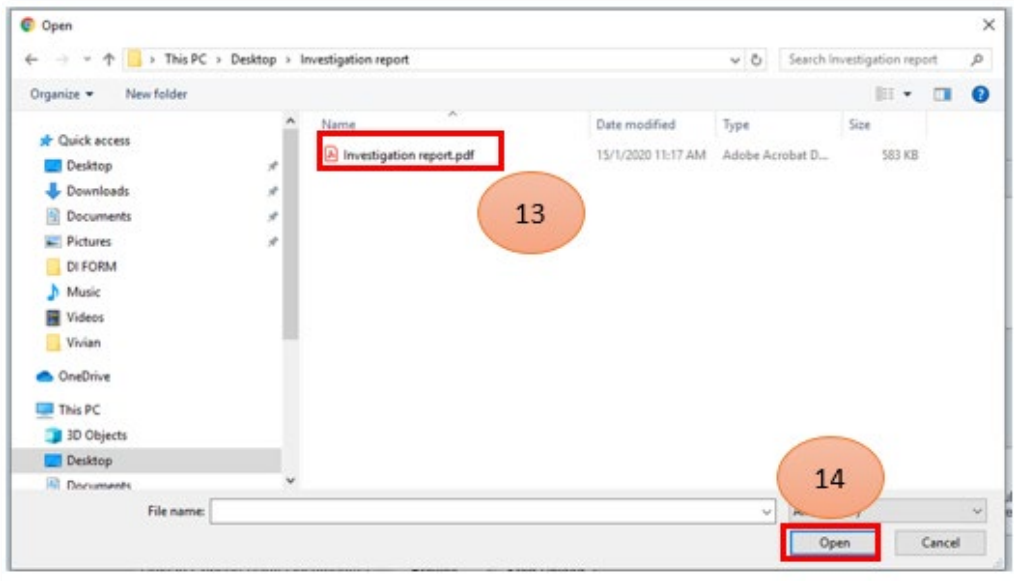 Open
This PC > Desktop > Investigation report
Search Investigation report
Organize New folder
Name Date modified Type Size
Investigation report.pdf 15/1/2020 11:17 AM Adobe Acrobat D... 583 KB
Quick access
Desktop
Downloads
Documents
Pictures
DI FORM
Music
Videos
Vivian
OneDrive
This PC
3D Objects
Desktop
Documents
13
14
File name:
Open Cancel